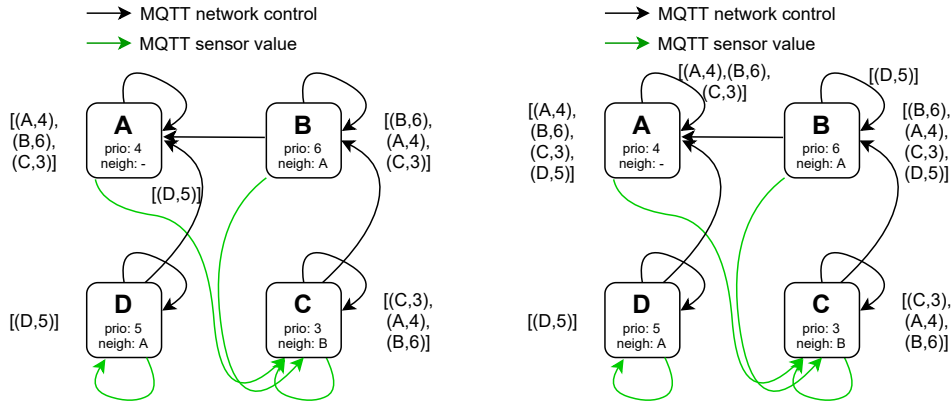 MQTT network control
MQTT sensor value
[(A,4),
(B,6),
(C,3)]
A
prio: 4
neigh: -
B
prio: 6
neigh: A
[(B,6),
(A,4),
(C,3)]
[(D,5)]
[(D,5)]
D
prio: 5
neigh: A
C
prio: 3
neigh: B
[(C,3),
(A,4),
(B,6)]
MQTT network control
MQTT sensor value
[(A,4),(B,6),
(C,3)]
[(D,5)]
[(A,4),
(B,6),
(C,3),
(D,5)]
A
prio: 4
neigh: -
B
prio: 6
neigh: A
[(B,6),
(A,4),
(C,3),
(D,5)]
[(D,5)]
D
prio: 5
neigh: A
C
prio: 3
neigh: B
[(C,3),
(A,4),
(B,6)]